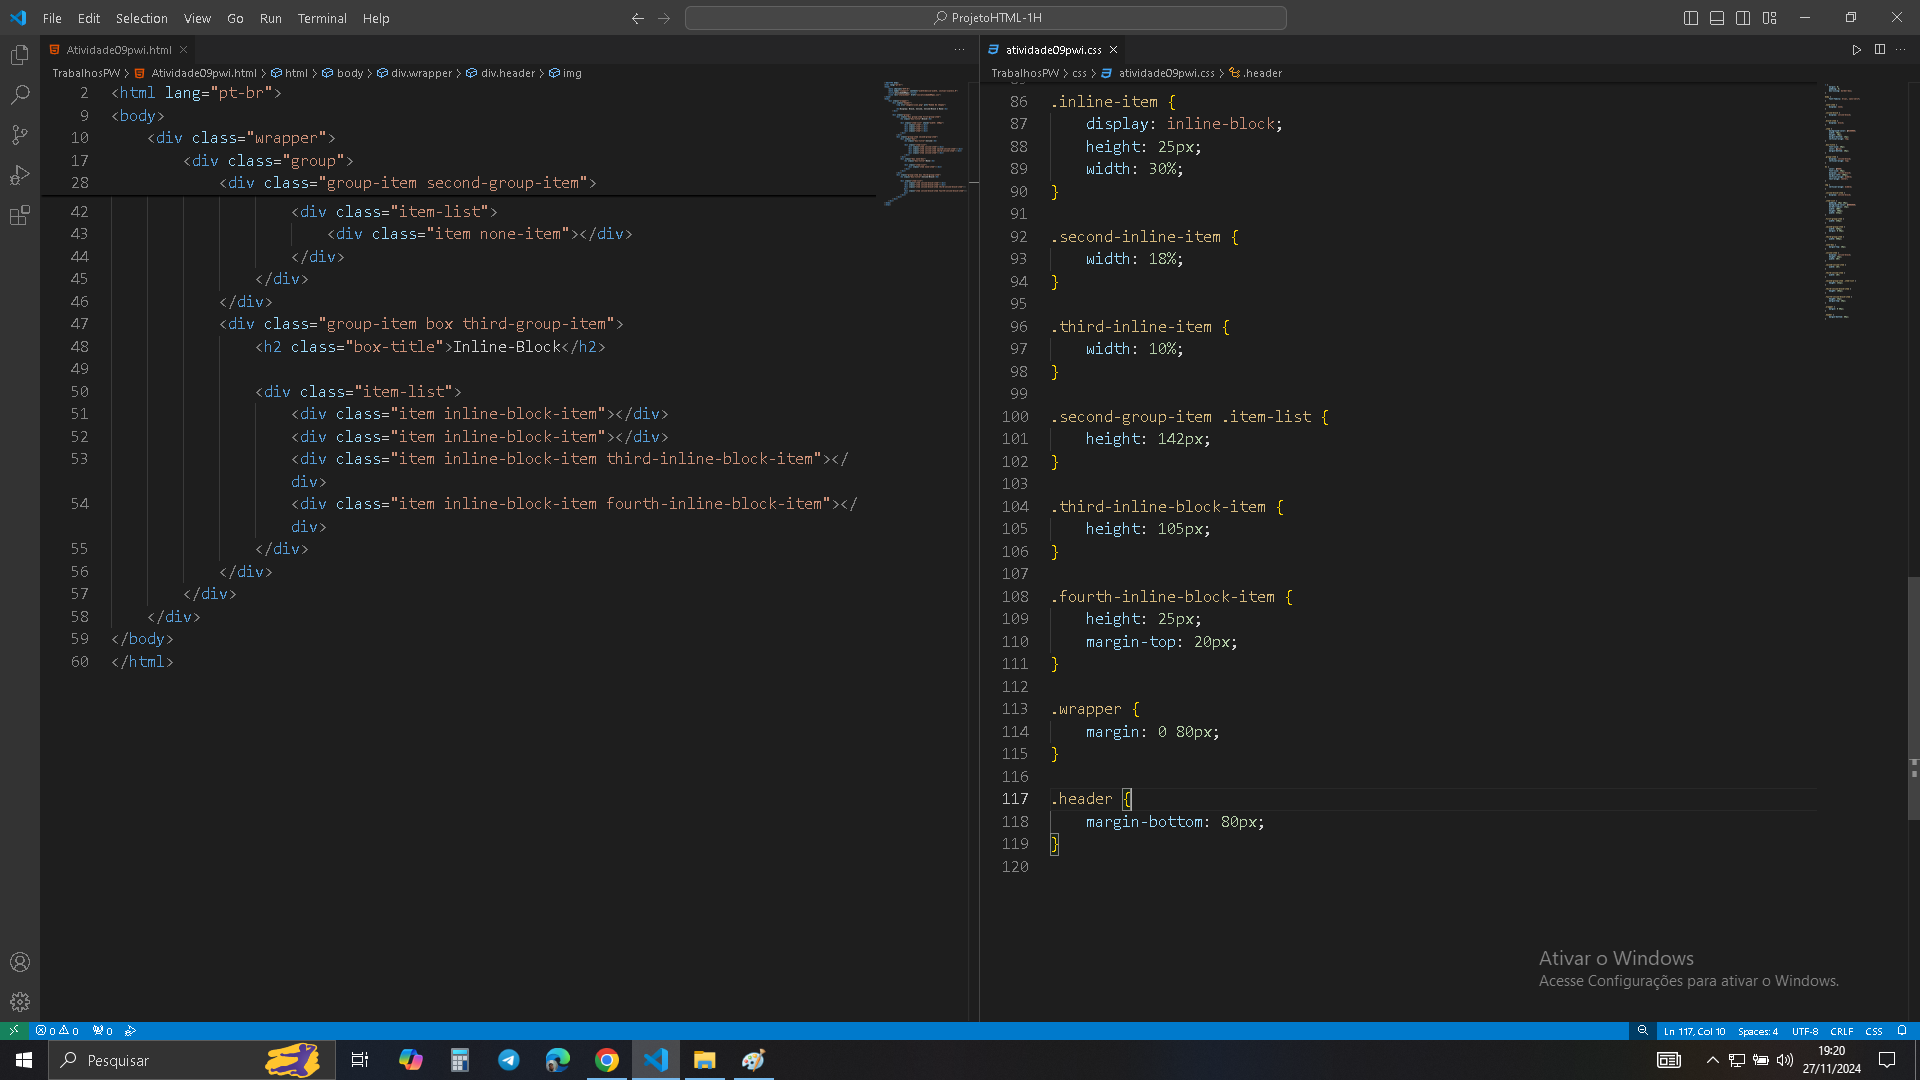 File Edit Selection View Go Run Terminal Help
ProjetoHTML-1H
Atividade09pwi.html
TrabalhosPW > Atividade09pwi.html > html > body > div.wrapper > div.header > img
2 <html lang="pt-br">
9 <body>
10 <div class="wrapper">
17 <div class="group">
28 <div class="group-item second-group-item">
42 <div class="item-list">
43 <div class="item none-item"></div>
44 </div>
45 </div>
46 </div>
47 <div class="group-item box third-group-item">
48 <h2 class="box-title">Inline-Block</h2>
49
50 <div class="item-list">
51 <div class="item inline-block-item"></div>
52 <div class="item inline-block-item"></div>
53 <div class="item inline-block-item third-inline-block-item"></
div>
54 <div class="item inline-block-item fourth-inline-block-item"></
div>
55 </div>
56 </div>
57 </div>
58 </div>
59 </body>
60 </html>
atividade09pwi.css
TrabalhosPW > css > atividade09pwi.css > .header
86 .inline-item {
87 display: inline-block;
88 height: 25px;
89 width: 30%;
90 }
91
92 .second-inline-item {
93 width: 18%;
94 }
95
96 .third-inline-item {
97 width: 10%;
98 }
99
100 .second-group-item .item-list {
101 height: 142px;
102 }
103
104 .third-inline-block-item {
105 height: 105px;
106 }
107
108 .fourth-inline-block-item {
109 height: 25px;
110 margin-top: 20px;
111 }
112
113 .wrapper {
114 margin: 0 80px;
115 }
116
117 .header {
118 margin-bottom: 80px;
119 }
120
Ativar o Windows
Acesse Configurações para ativar o Windows.
0 0 0
Ln 117, Col 10 Spaces: 4 UTF-8 CRLF CSS
Pesquisar
19:20
27/11/2024